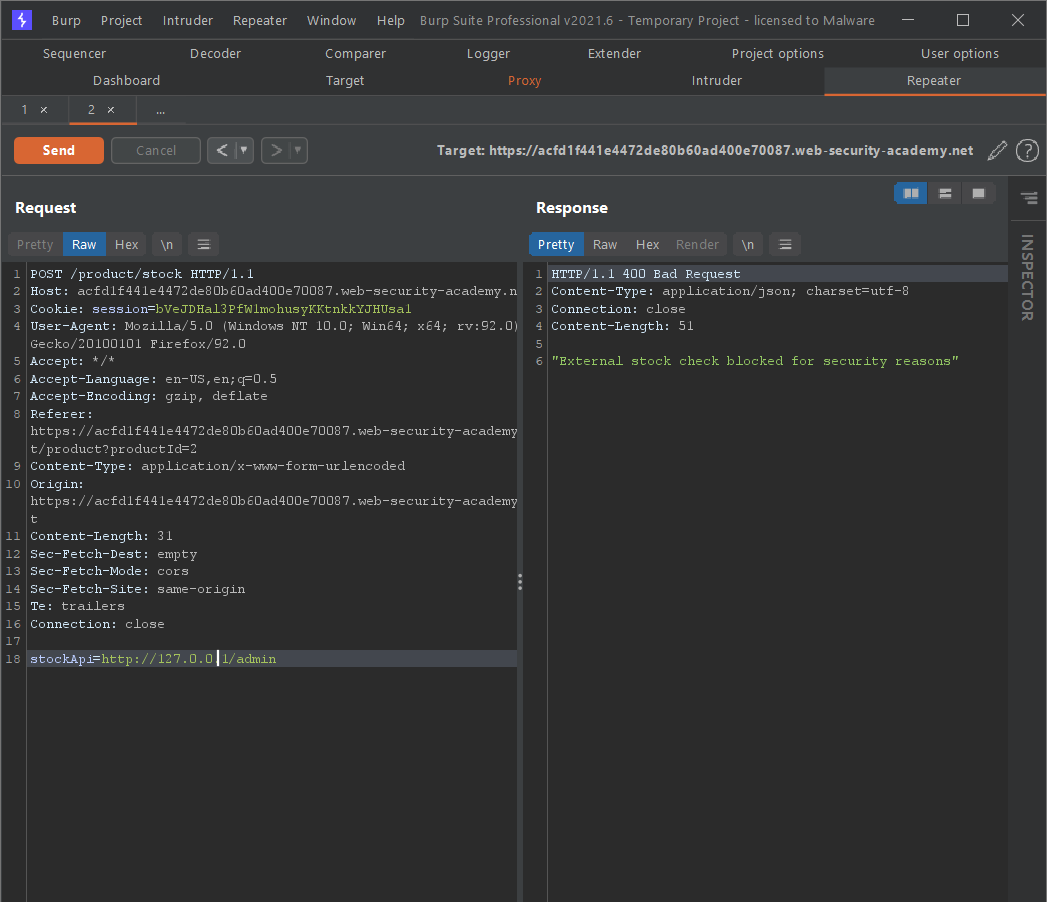 Burp Project Intruder Repeater Window Help Burp Suite Professional v2021.6 - Temporary Project - licensed to Malware
Sequencer Decoder Comparer Logger Extender Project options User options
Dashboard Target Proxy Intruder Repeater
1 × 2 × ...
Send Cancel < > Target: https://acfd1f441e4472de80b60ad400e70087.web-security-academy.net
Request
Pretty Raw Hex \n
1 POST /product/stock HTTP/1.1
2 Host: acfd1f441e4472de80b60ad400e70087.web-security-academy.n
3 Cookie: session=bVeJDHal3PfWlmohusyKKtnkkYJHUsal
4 User-Agent: Mozilla/5.0 (Windows NT 10.0; Win64; x64; rv:92.0)
Gecko/20100101 Firefox/92.0
5 Accept: */*
6 Accept-Language: en-US,en;q=0.5
7 Accept-Encoding: gzip, deflate
8 Referer:
https://acfd1f441e4472de80b60ad400e70087.web-security-academy
t/product?productId=2
9 Content-Type: application/x-www-form-urlencoded
10 Origin:
https://acfd1f441e4472de80b60ad400e70087.web-security-academy
t
11 Content-Length: 31
12 Sec-Fetch-Dest: empty
13 Sec-Fetch-Mode: cors
14 Sec-Fetch-Site: same-origin
15 Te: trailers
16 Connection: close
17
18 stockApi=http://127.0.0.1/admin
Response
Pretty Raw Hex Render \n
1 HTTP/1.1 400 Bad Request
2 Content-Type: application/json; charset=utf-8
3 Connection: close
4 Content-Length: 51
5
6 "External stock check blocked for security reasons"
INSPECTOR